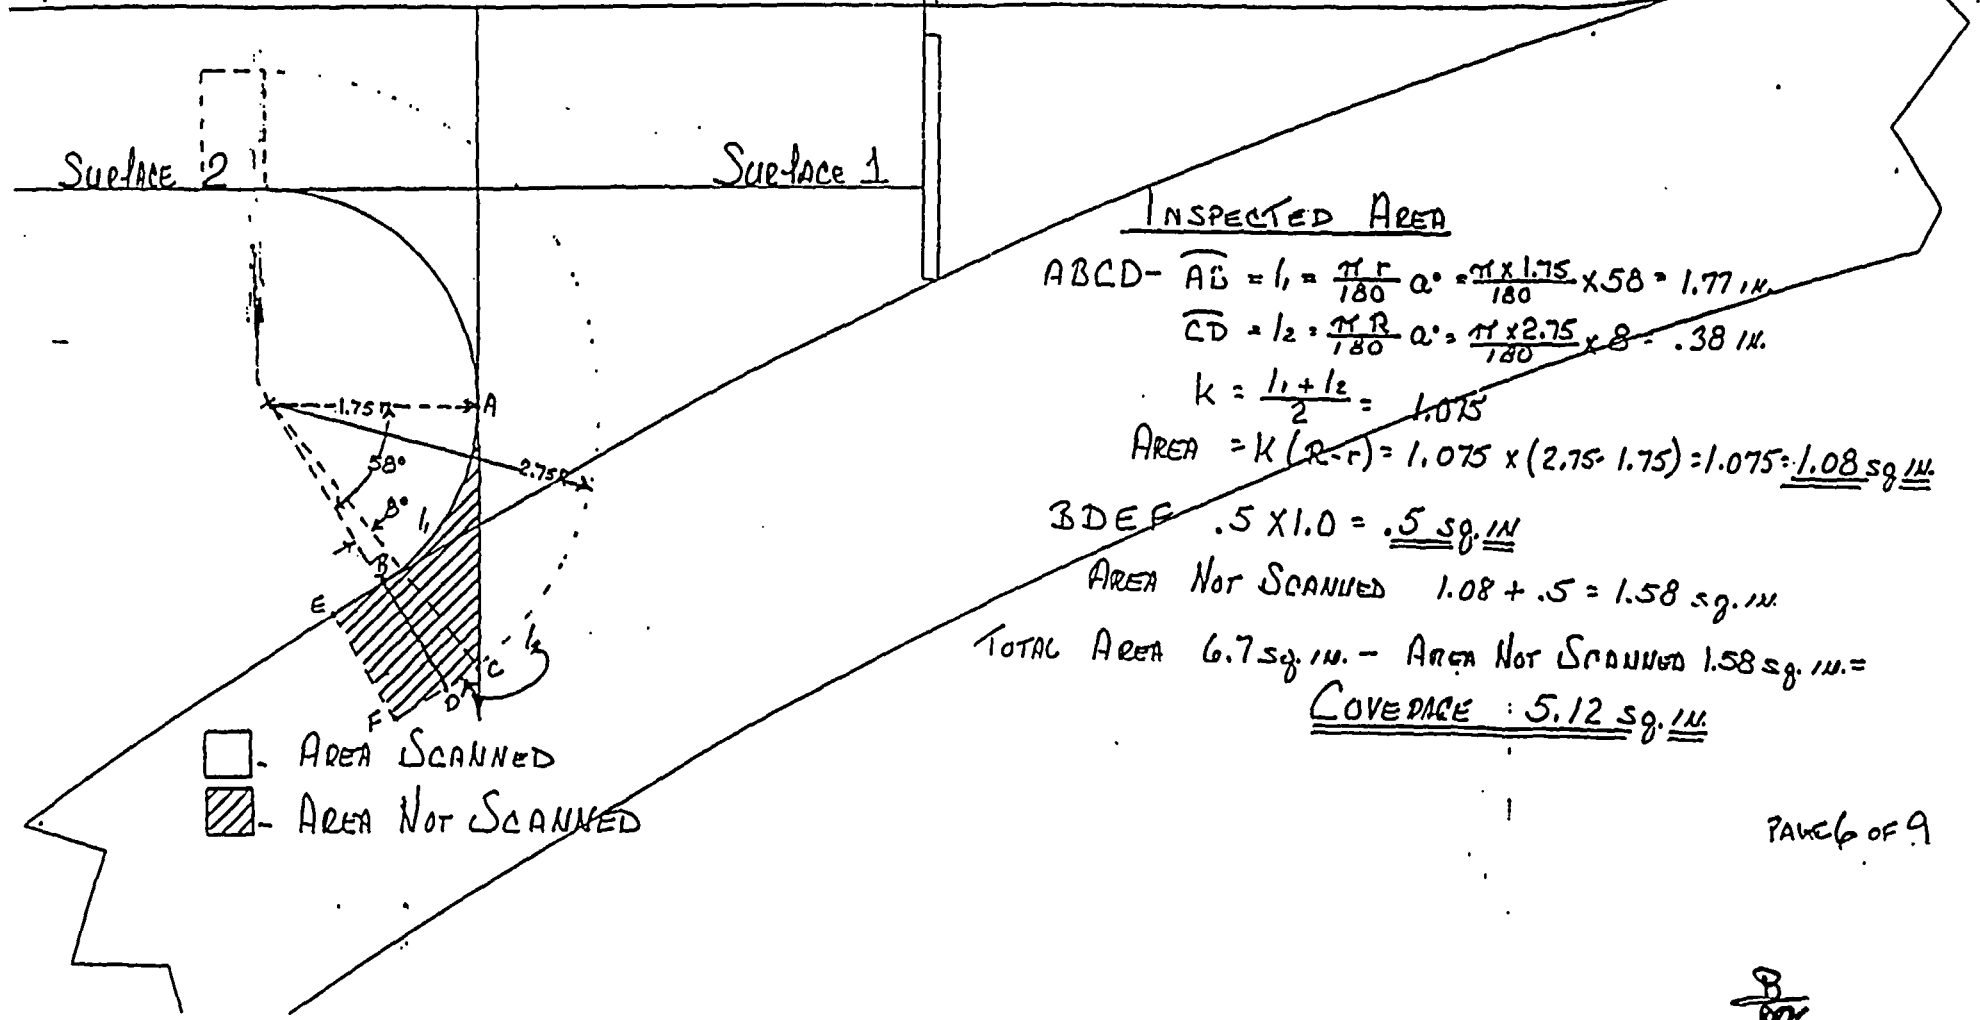 Surface 2
Surface 1
INSPECTED AREA
ABCD- AB = l₁ = πr/180 a° = π x 1.75/180 x 58 = 1.77 IN.
CD = l₂ = πR/180 a° = π x 2.75/180 x 8 = .38 IN.
K = l₁ + l₂/2 = 1.075
AREA = K (R-r) = 1.075 x (2.75-1.75) = 1.075 = 1.08 sq. IN.
BDEF .5 X 1.0 = .5 sq. IN
AREA NOT SCANNED 1.08 + .5 = 1.58 sq. IN.
TOTAL AREA 6.7 sq. IN. - AREA NOT SCANNED 1.58 sq. IN. =
COVERAGE : 5.12 sq. IN.
1.75 r
A
58°
2.75 R
8°
l₁
B
E
l₂
C
D
F
- AREA SCANNED
- AREA NOT SCANNED
PAGE 6 OF 9
B